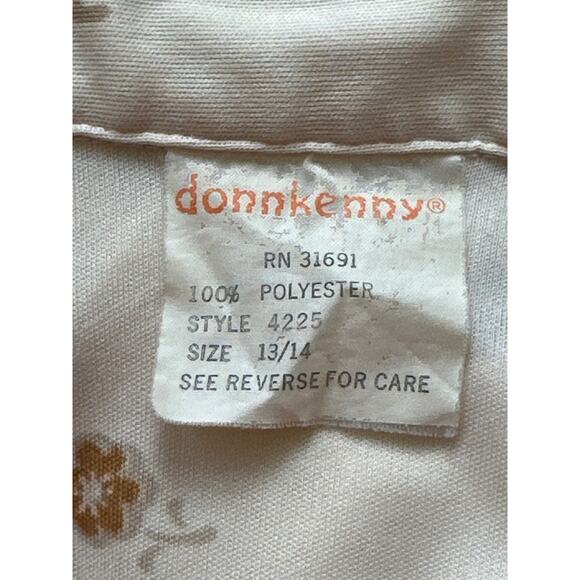 donnkenny®
RN 31691
100% POLYESTER
STYLE 4225
SIZE 13/14
SEE REVERSE FOR CARE